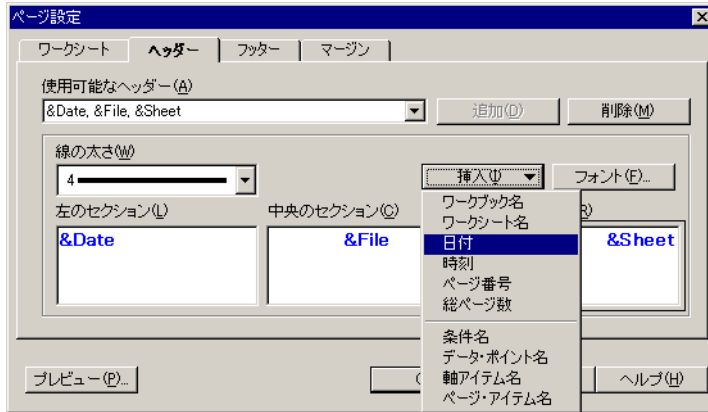 ページ設定
ワークシート ヘッダー フッター マージン
使用可能なヘッダー(A)
&Date, &File, &Sheet 追加(D) 削除(M)
線の太さ(W)
4 挿入(I) フォント(F)...
左のセクション(L) 中央のセクション(C) R)
&Date &File &Sheet
ワークブック名
ワークシート名
日付
時刻
ページ番号
総ページ数
条件名
データ・ポイント名
軸アイテム名
ページ・アイテム名
プレビュー(P)... ヘルプ(H)